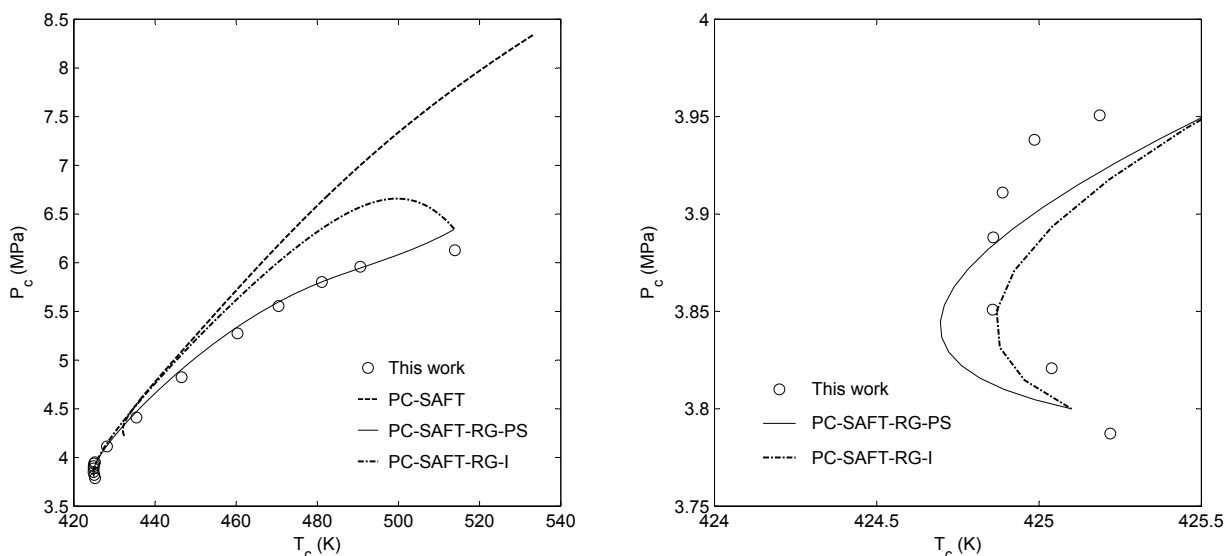 8.5
8
7.5
7
6.5
6
5.5
5
4.5
4
3.5
P_c (MPa)
420 440 460 480 500 520 540
T_c (K)
This work
PC-SAFT
PC-SAFT-RG-PS
PC-SAFT-RG-I
4
3.95
3.9
3.85
3.8
3.75
P_c (MPa)
424 424.5 425 425.5
T_c (K)
This work
PC-SAFT-RG-PS
PC-SAFT-RG-I